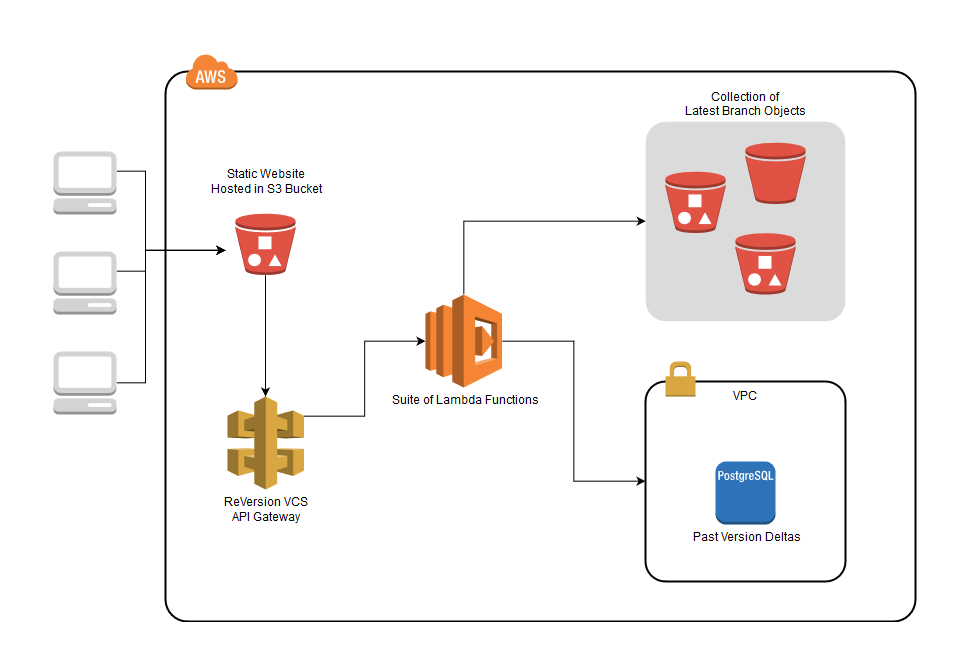 AWS
Collection of
Latest Branch Objects
Static Website
Hosted in S3 Bucket
Suite of Lambda Functions
VPC
PostgreSQL
ReVersion VCS
API Gateway
Past Version Deltas